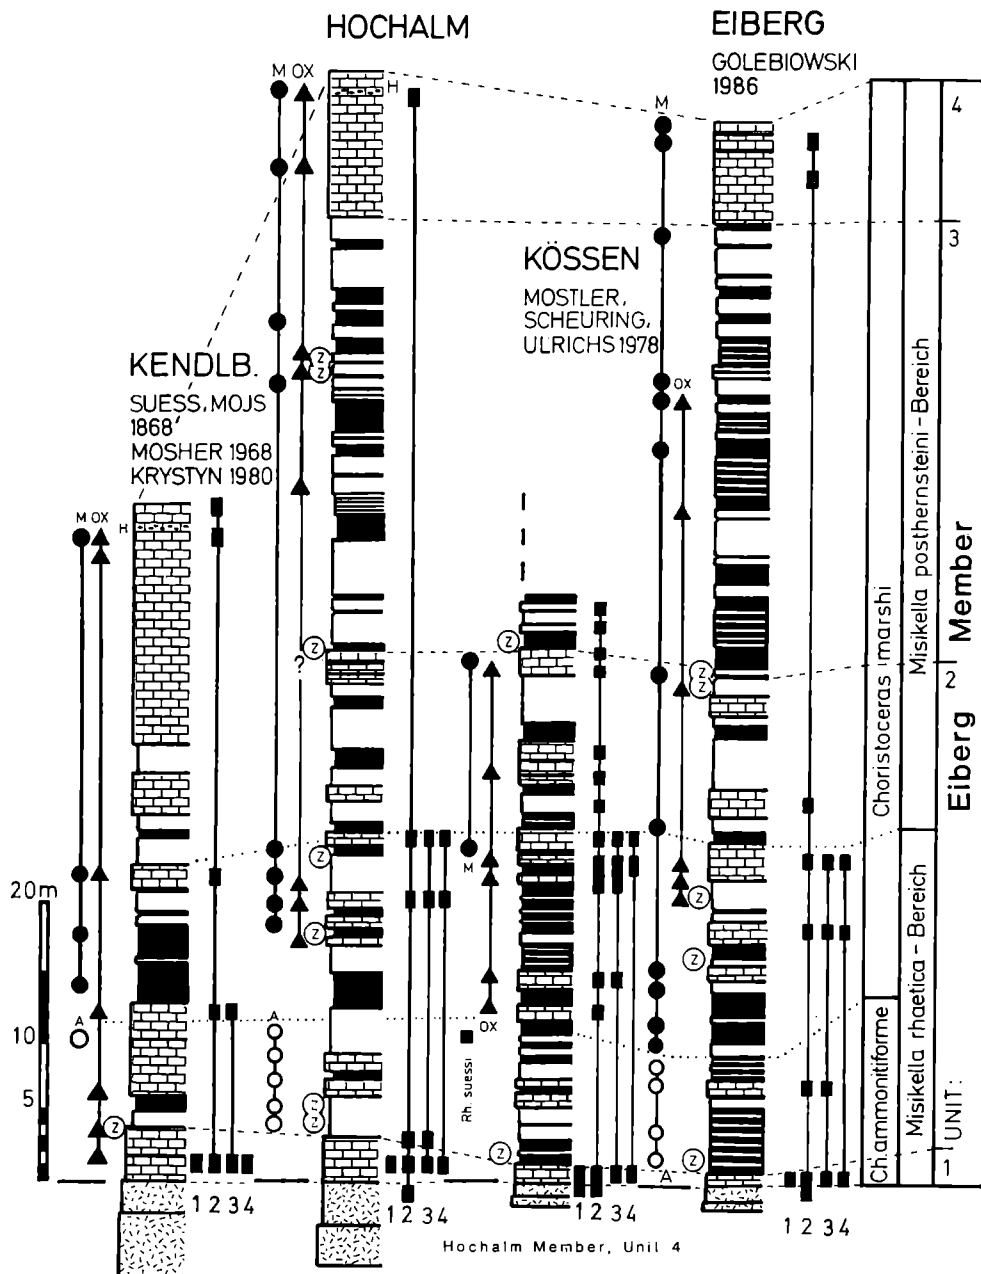 HOCHALM
EIBERG
GOLEBIOWSKI
1986
M OX
H
M
4
3
KÖSSEN
MOSTLER,
SCHEURING,
ULRICHS 1978
KENDLB.
SUESS, MOJS
1868
MOSHER 1968
KRYSTYN 1980
Z
Z
OX
M OX
H
Z
?
Z
Z
Z
2
M
Z
Z
Z
Z
20m
10
5
A
A
OX
Rh. suessi
Z
Z
Z
Z
Z
A
1
1 2 3 4
1 2 3 4
1 2 3 4
1 2 3 4
Hochalm Member, Unit 4
Chammonitiforme
Choristoceras marshi
Misikella rhaetica - Bereich
Misikella posthernsteini - Bereich
UNIT:
Eiberg Member